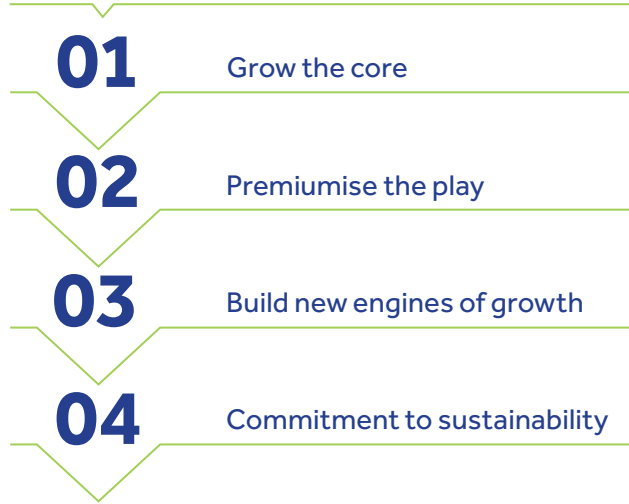 01
Grow the core
02
Premiumise the play
03
Build new engines of growth
04
Commitment to sustainability